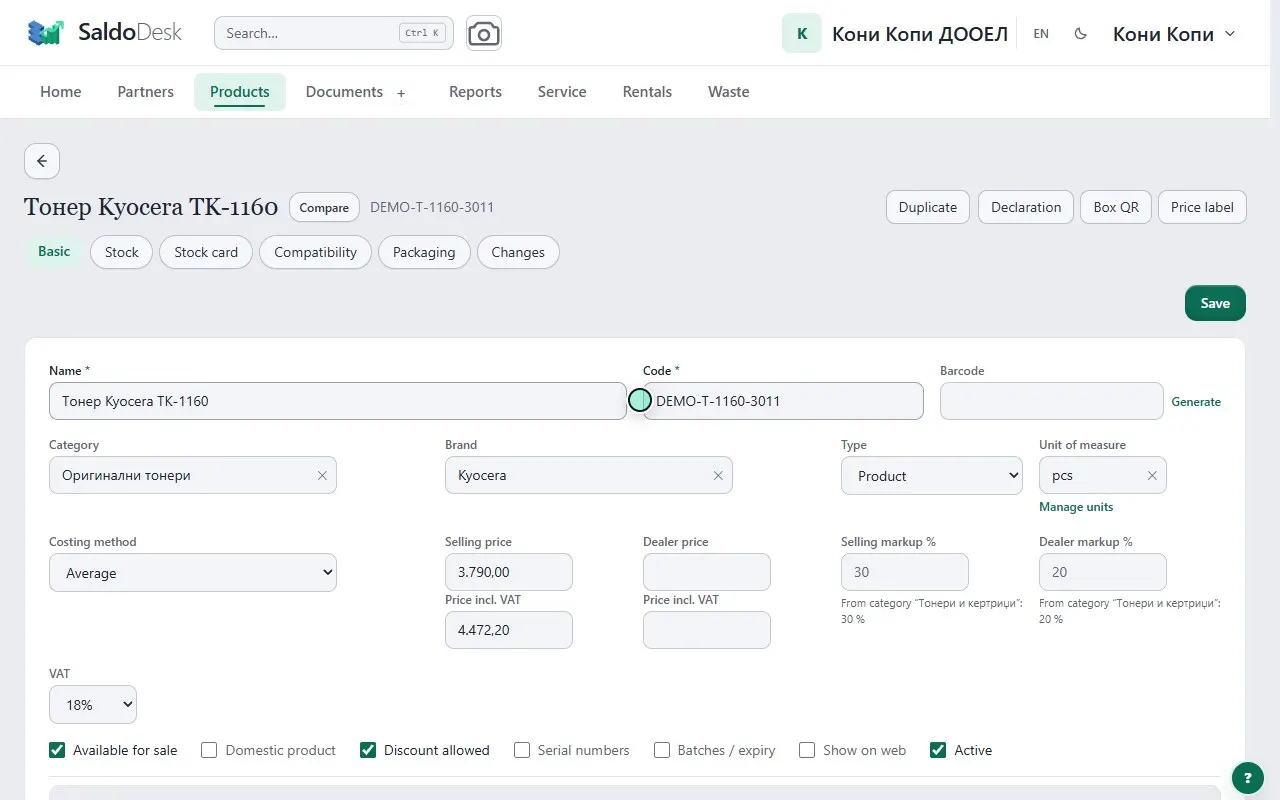 SaldoDesk
Search... Ctrl K
K Кони Копи ДООЕЛ EN Кони Копи
Home Partners Products Documents + Reports Service Rentals Waste
Тонер Kyocera TK-1160 Compare DEMO-T-1160-3011 Duplicate Declaration Box QR Price label
Basic Stock Stock card Compatibility Packaging Changes
Save
Name * Code * Barcode
Тонер Kyocera TK-1160 DEMO-T-1160-3011 Generate
Category Brand Type Unit of measure
Оригинални тонери Kyocera Product pcs
Manage units
Costing method Selling price Dealer price Selling markup % Dealer markup %
Average 3.790,00 30 20
Price incl. VAT Price incl. VAT From category “Тонери и кертриџи”: From category “Тонери и кертриџи”:
30 % 20 %
4.472,20
VAT
18%
Available for sale Domestic product Discount allowed Serial numbers Batches / expiry Show on web Active
?